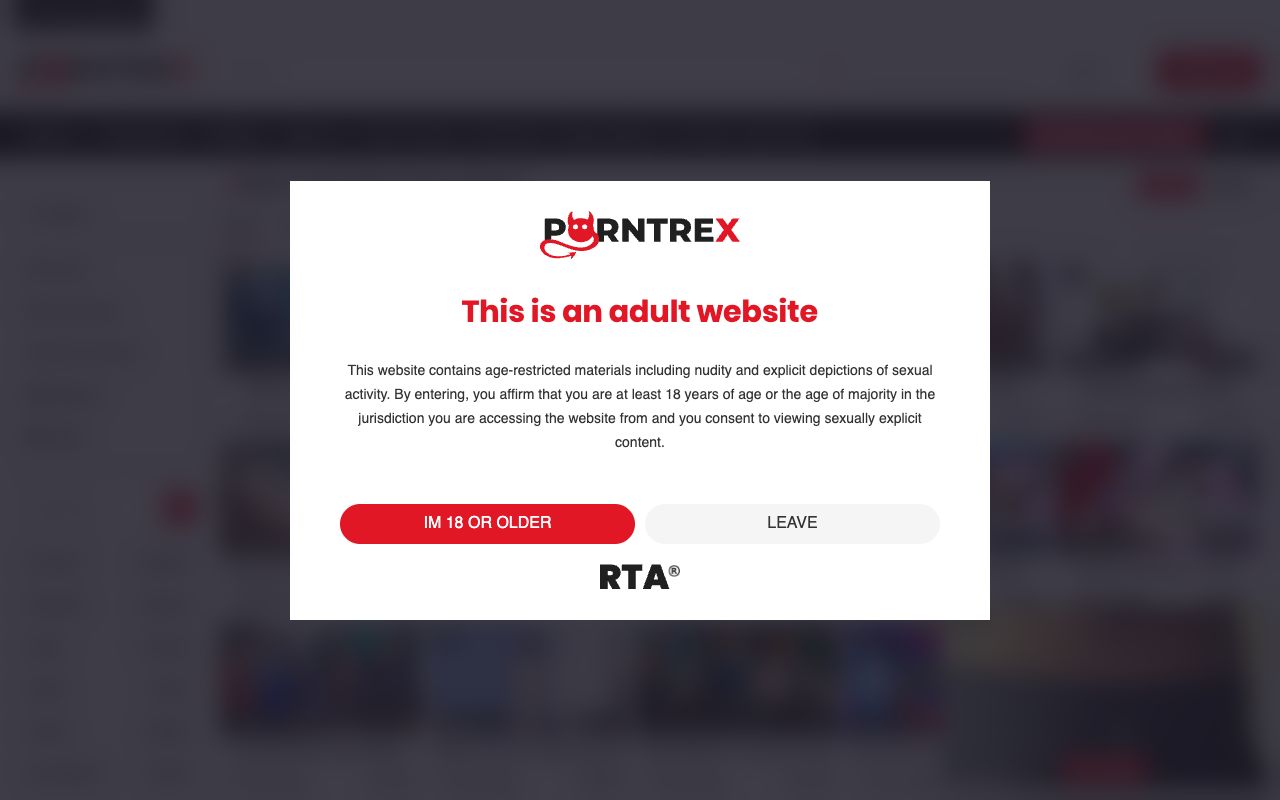 PORNTREX
This is an adult website
This website contains age-restricted materials including nudity and explicit depictions of sexual
activity. By entering, you affirm that you are at least 18 years of age or the age of majority in the
jurisdiction you are accessing the website from and you consent to viewing sexually explicit
content.
IM 18 OR OLDER
LEAVE
RTA®